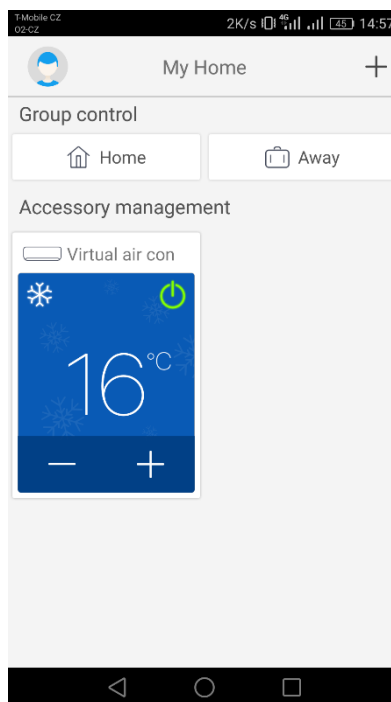 T-Mobile CZ
O2-CZ
2K/s 4G 45 14:57
My Home
Group control
Home
Away
Accessory management
Virtual air con
16°C